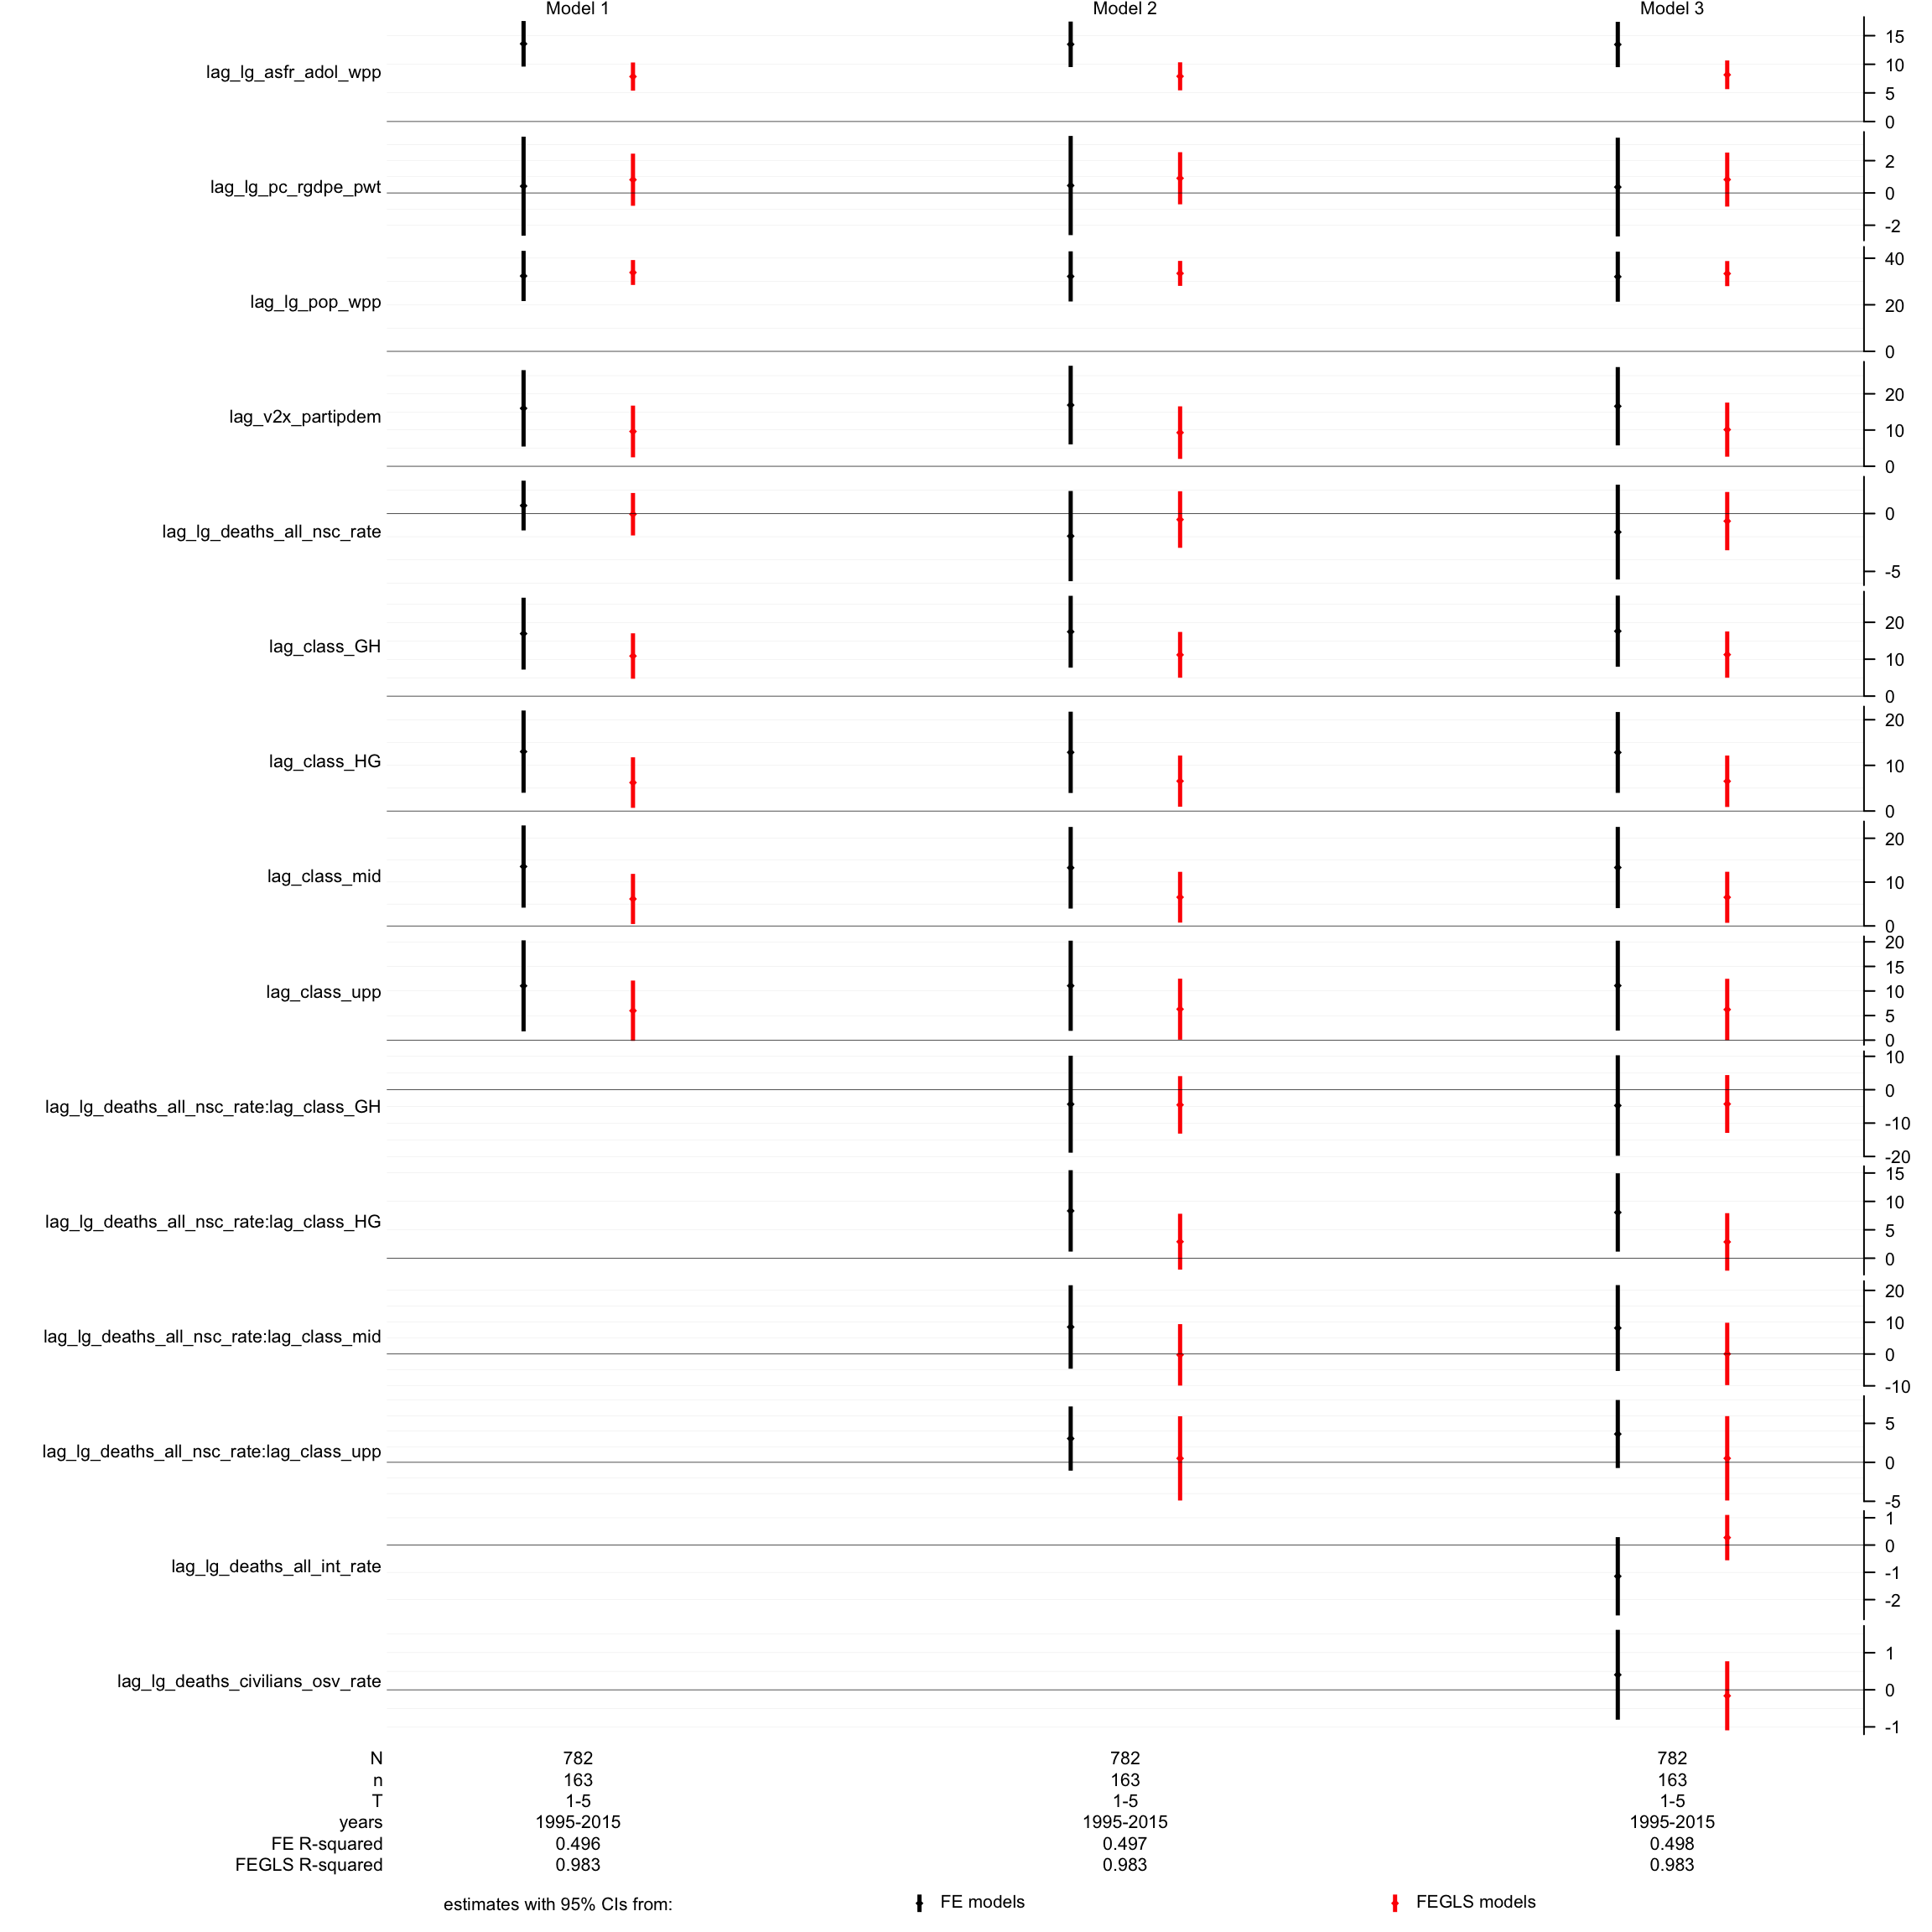 Model 1 Model 2 Model 3
lag_lg_asfr_adol_wpp
15
10
5
0
lag_lg_pc_rgdpe_pwt
2
0
-2
lag_lg_pop_wpp
40
20
0
lag_v2x_partipdem
20
10
0
lag_lg_deaths_all_nsc_rate
0
-5
lag_class_GH
20
10
0
lag_class_HG
20
10
0
lag_class_mid
20
10
0
lag_class_upp
20
15
10
5
0
lag_lg_deaths_all_nsc_rate:lag_class_GH
10
0
-10
-20
lag_lg_deaths_all_nsc_rate:lag_class_HG
15
10
5
0
lag_lg_deaths_all_nsc_rate:lag_class_mid
20
10
0
-10
lag_lg_deaths_all_nsc_rate:lag_class_upp
5
0
-5
lag_lg_deaths_all_int_rate
1
0
-1
-2
lag_lg_deaths_civilians_osv_rate
1
0
-1
N 782 782 782
n 163 163 163
T 1-5 1-5 1-5
years 1995-2015 1995-2015 1995-2015
FE R-squared 0.496 0.497 0.498
FEGLS R-squared 0.983 0.983 0.983
estimates with 95% CIs from: FE models FEGLS models